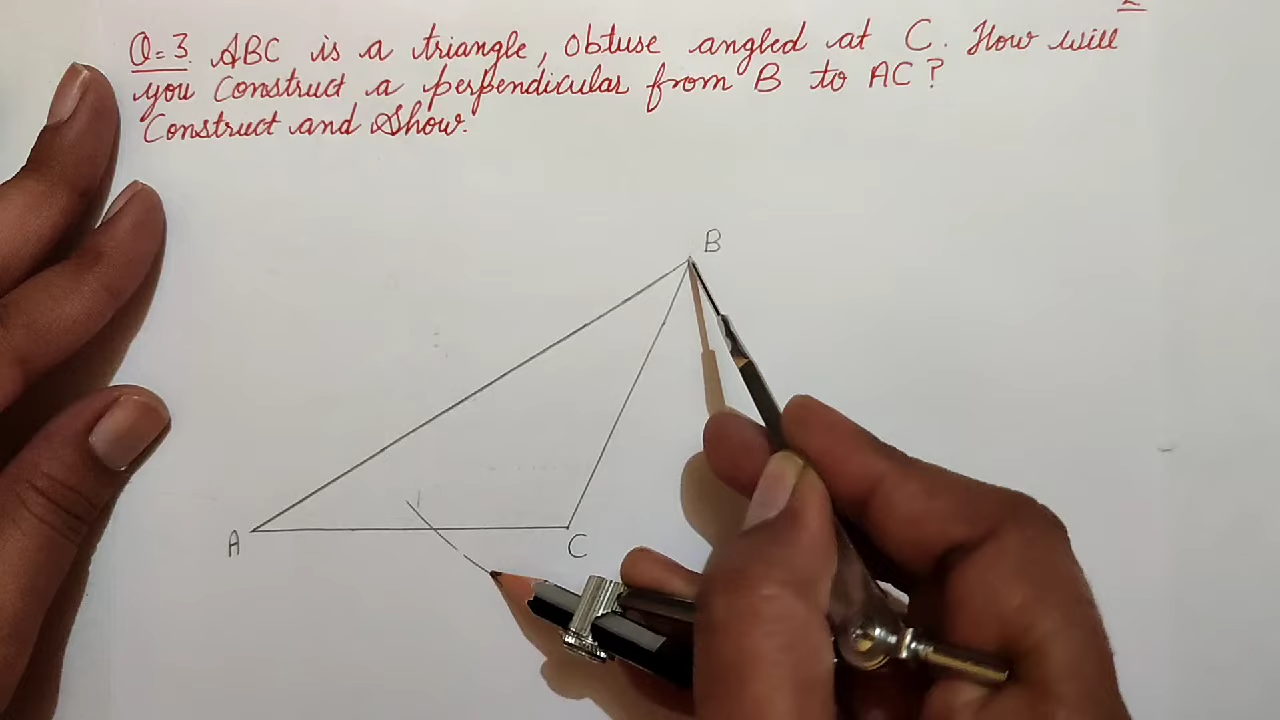 Q=3. ABC is a triangle, Obtuse angled at C. How will
you Construct a perpendicular from B to AC?
Construct and Show.
B
A
C